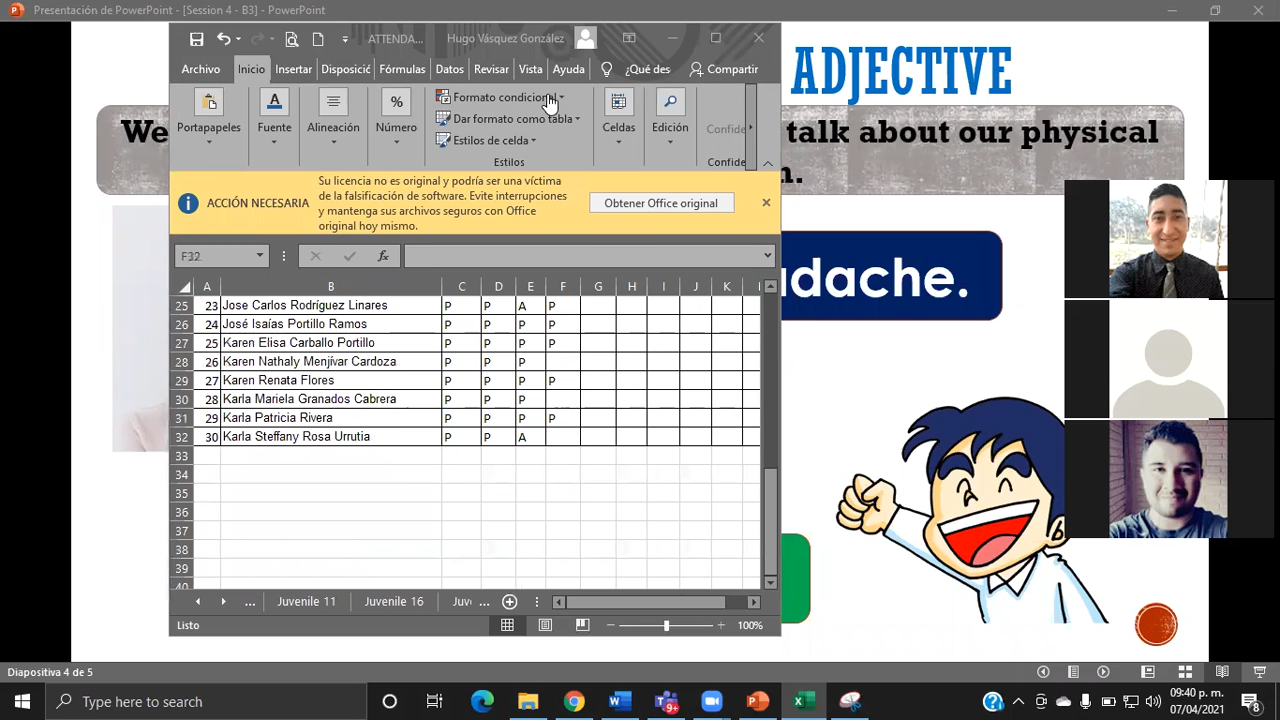 Presentación de PowerPoint - [Session 4 - B3] - PowerPoint
ADJECTIVE
We talk about our physical
n.
adache.
ATTENDA... Hugo Vásquez González
Archivo Inicio Insertar Disposició Fórmulas Datos Revisar Vista Ayuda ¿Qué des Compartir
Portapapeles Fuente Alineación Número
Formato condicional
Dar formato como tabla
Estilos de celda
Estilos
Celdas Edición Confide
Confide
ACCIÓN NECESARIA
Su licencia no es original y podría ser una víctima
de la falsificación de software. Evite interrupciones
y mantenga sus archivos seguros con Office
original hoy mismo.
Obtener Office original
F32 fx
A B C D E F G H I J K
25 23 Jose Carlos Rodríguez Linares P P A P
26 24 José Isaías Portillo Ramos P P P P
27 25 Karen Elisa Carballo Portillo P P P P
28 26 Karen Nathaly Menjívar Cardoza P P P
29 27 Karen Renata Flores P P P P
30 28 Karla Mariela Granados Cabrera P P P
31 29 Karla Patricia Rivera P P P P
32 30 Karla Steffany Rosa Urrutia P P A
33
34
35
36
37
38
39
40
... Juvenile 11 Juvenile 16 Juv ...
Listo 100%
Diapositiva 4 de 5
Type here to search
9+
09:40 p. m.
07/04/2021
8